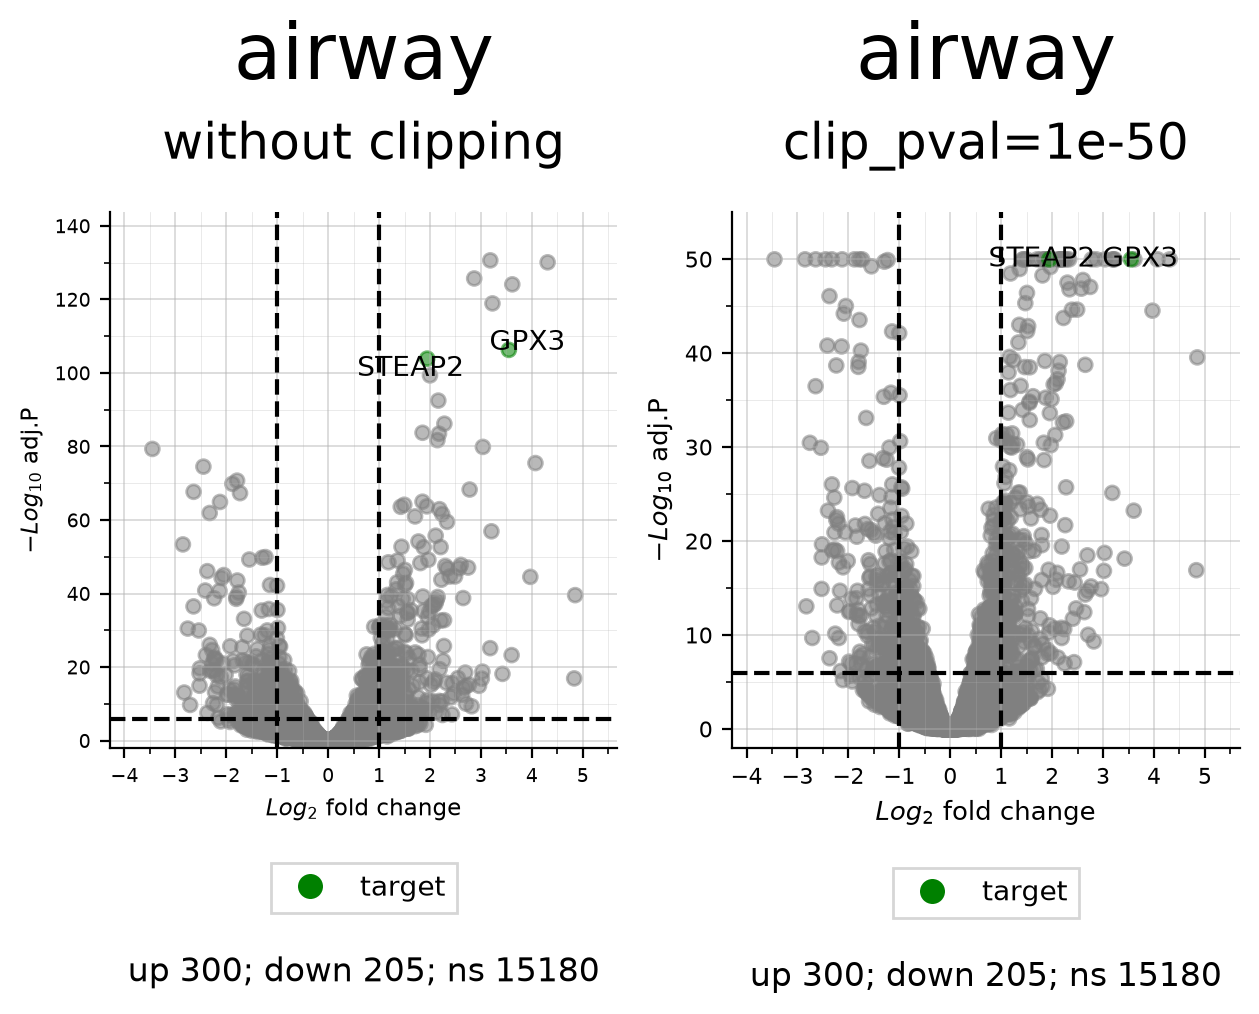 airway
without clipping
140
120
100
80
60
40
20
0
−Log10 adj.P
GPX3
STEAP2
−4 −3 −2 −1 0 1 2 3 4 5
Log2 fold change
target
up 300; down 205; ns 15180
airway
clip_pval=1e-50
50
40
30
20
10
0
−Log10 adj.P
STEAP2 GPX3
−4 −3 −2 −1 0 1 2 3 4 5
Log2 fold change
target
up 300; down 205; ns 15180